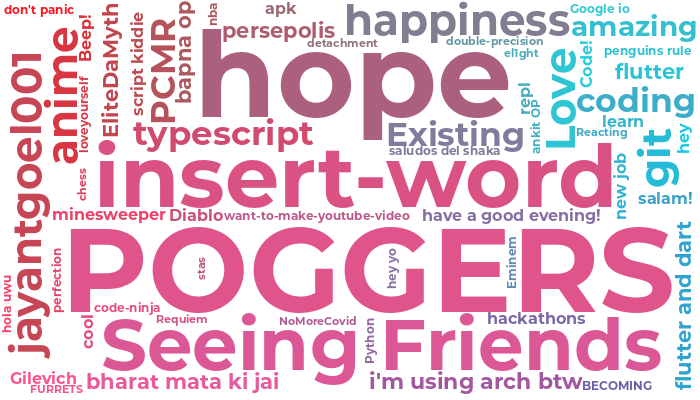 don't panic
nba
apk
happiness
Google io
amazing
Beep!
EliteDaMyth
script kiddie
PCMR
bapna op
persepolis
detachment
double-precision
el1ght
penguins rule
jayantgoel001
anime
loveyourself
hope
Love
Code!
flutter
repl
coding
typescript
Existing
ankit OP
learn
Reacting
git
hey
saludos del shaka
chess
insert-word
new job
salam!
minesweeper
Diablo
want-to-make-youtube-video
have a good evening!
hola uwu
perfection
POGGERS
stas
hey yo
Eminem
flutter and dart
code-ninja
cool
Requiem
NoMoreCovid
Python
hackathons
Seeing Friends
Gilevich
FURRETS
bharat mata ki jai
i'm using arch btw
BECOMING